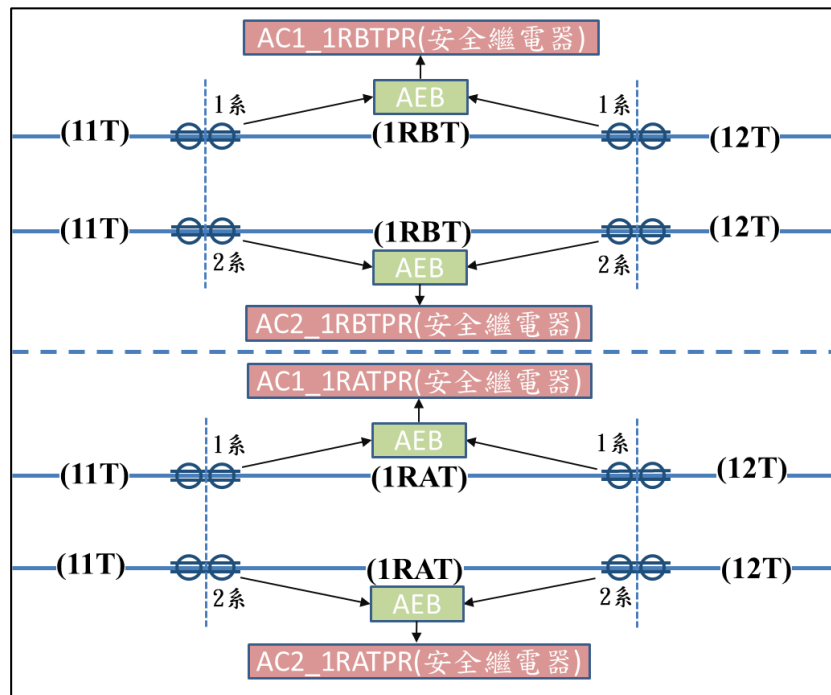 AC1_1RBTPR(安全繼電器)
1系 AEB 1系
(11T) (1RBT) (12T)
(11T) (1RBT) (12T)
2系 AEB 2系
AC2_1RBTPR(安全繼電器)
AC1_1RATPR(安全繼電器)
1系 AEB 1系
(11T) (1RAT) (12T)
(11T) (1RAT) (12T)
2系 AEB 2系
AC2_1RATPR(安全繼電器)